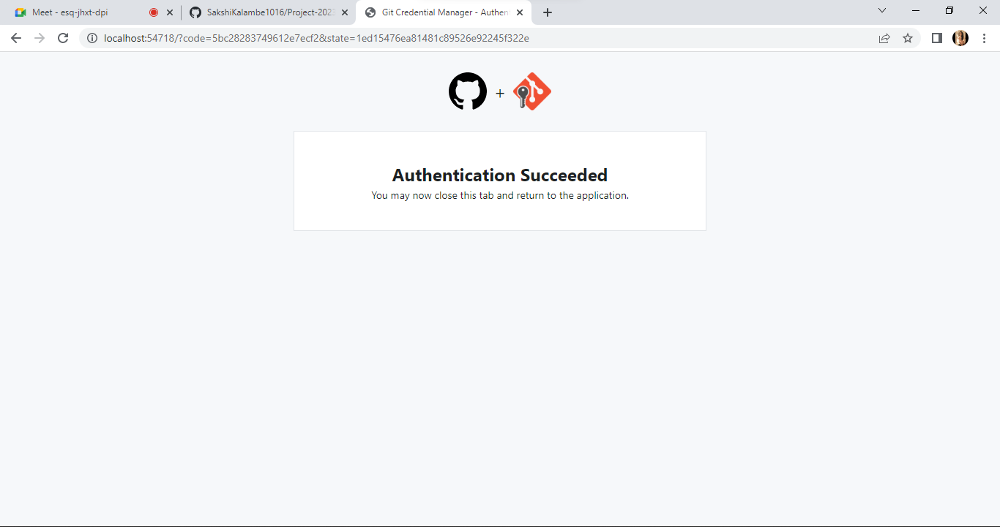 Meet - esq-jhxt-dpi
SakshiKalambe1016/Project-2023
Git Credential Manager - Authen
localhost:54718/?code=5bc28283749612e7ecf2&state=1ed15476ea81481c89526e92245f322e
+
Authentication Succeeded
You may now close this tab and return to the application.